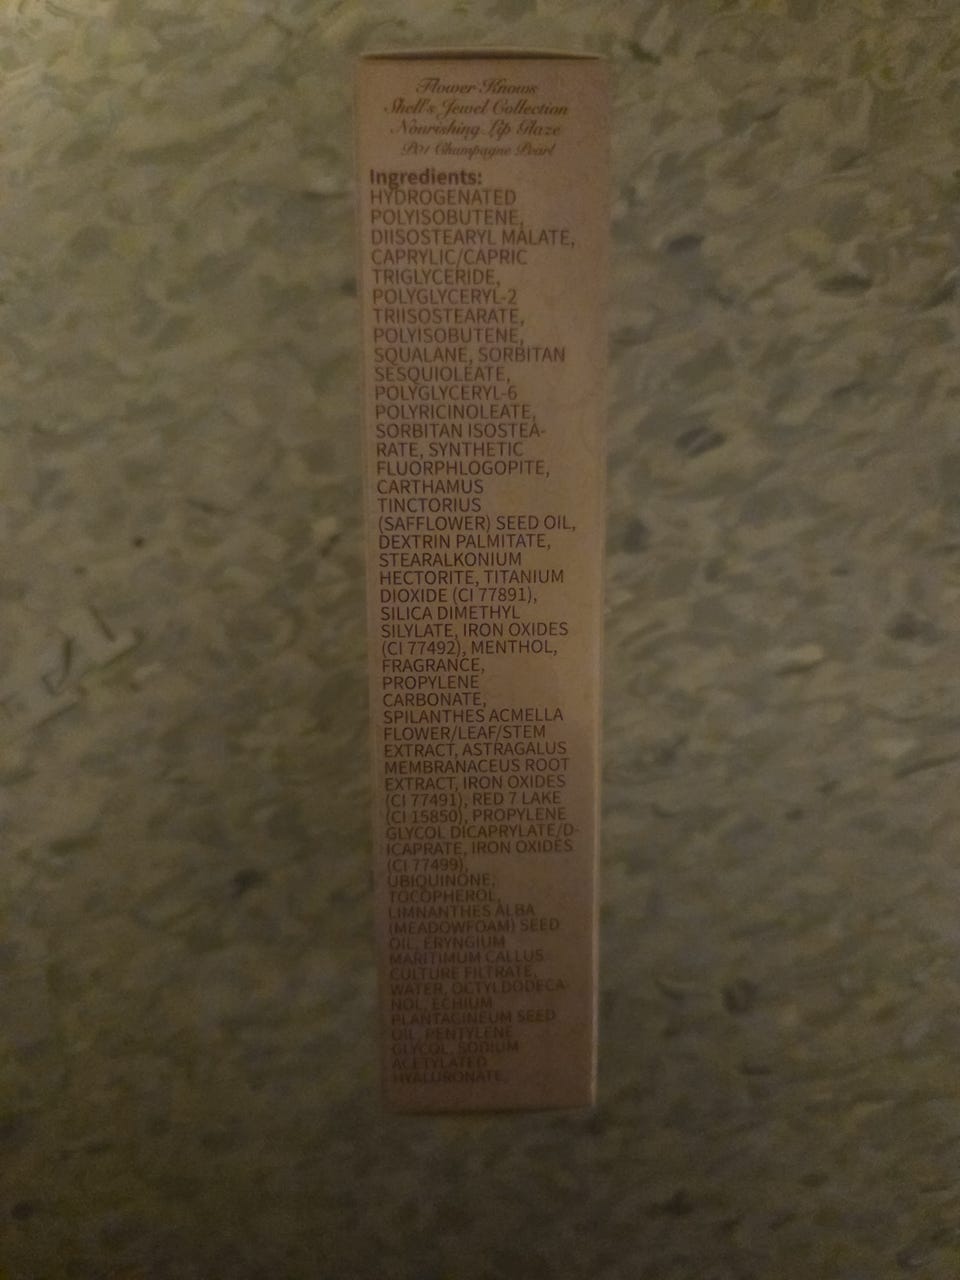 Flower Knows
Shell's Jewel Collection
Nourishing Lip Glaze
P01 Champagne Pearl
Ingredients:
HYDROGENATED
POLYISOBUTENE,
DIISOSTEARYL MALATE,
CAPRYLIC/CAPRIC
TRIGLYCERIDE,
POLYGLYCERYL-2
TRIISOSTEARATE,
POLYISOBUTENE,
SQUALANE, SORBITAN
SESQUIOLEATE,
POLYGLYCERYL-6
POLYRICINOLEATE,
SORBITAN ISOSTEA-
RATE, SYNTHETIC
FLUORPHLOGOPITE,
CARTHAMUS
TINCTORIUS
(SAFFLOWER) SEED OIL,
DEXTRIN PALMITATE,
STEARALKONIUM
HECTORITE, TITANIUM
DIOXIDE (CI 77891),
SILICA DIMETHYL
SILYLATE, IRON OXIDES
(CI 77492), MENTHOL,
FRAGRANCE,
PROPYLENE
CARBONATE,
SPILANTHES ACMELLA
FLOWER/LEAF/STEM
EXTRACT, ASTRAGALUS
MEMBRANACEUS ROOT
EXTRACT, IRON OXIDES
(CI 77491), RED 7 LAKE
(CI 15850), PROPYLENE
GLYCOL DICAPRYLATE/D-
ICAPRATE, IRON OXIDES
(CI 77499),
UBIQUINONE,
TOCOPHEROL,
LIMNANTHES ALBA
(MEADOWFOAM) SEED
OIL, ERYNGIUM
MARITIMUM CALLUS
CULTURE FILTRATE,
WATER, OCTYLDODECA-
NOL, ECHIUM
PLANTAGINEUM SEED
OIL, PENTYLENE
GLYCOL, SODIUM
ACETYLATED
HYALURONATE,